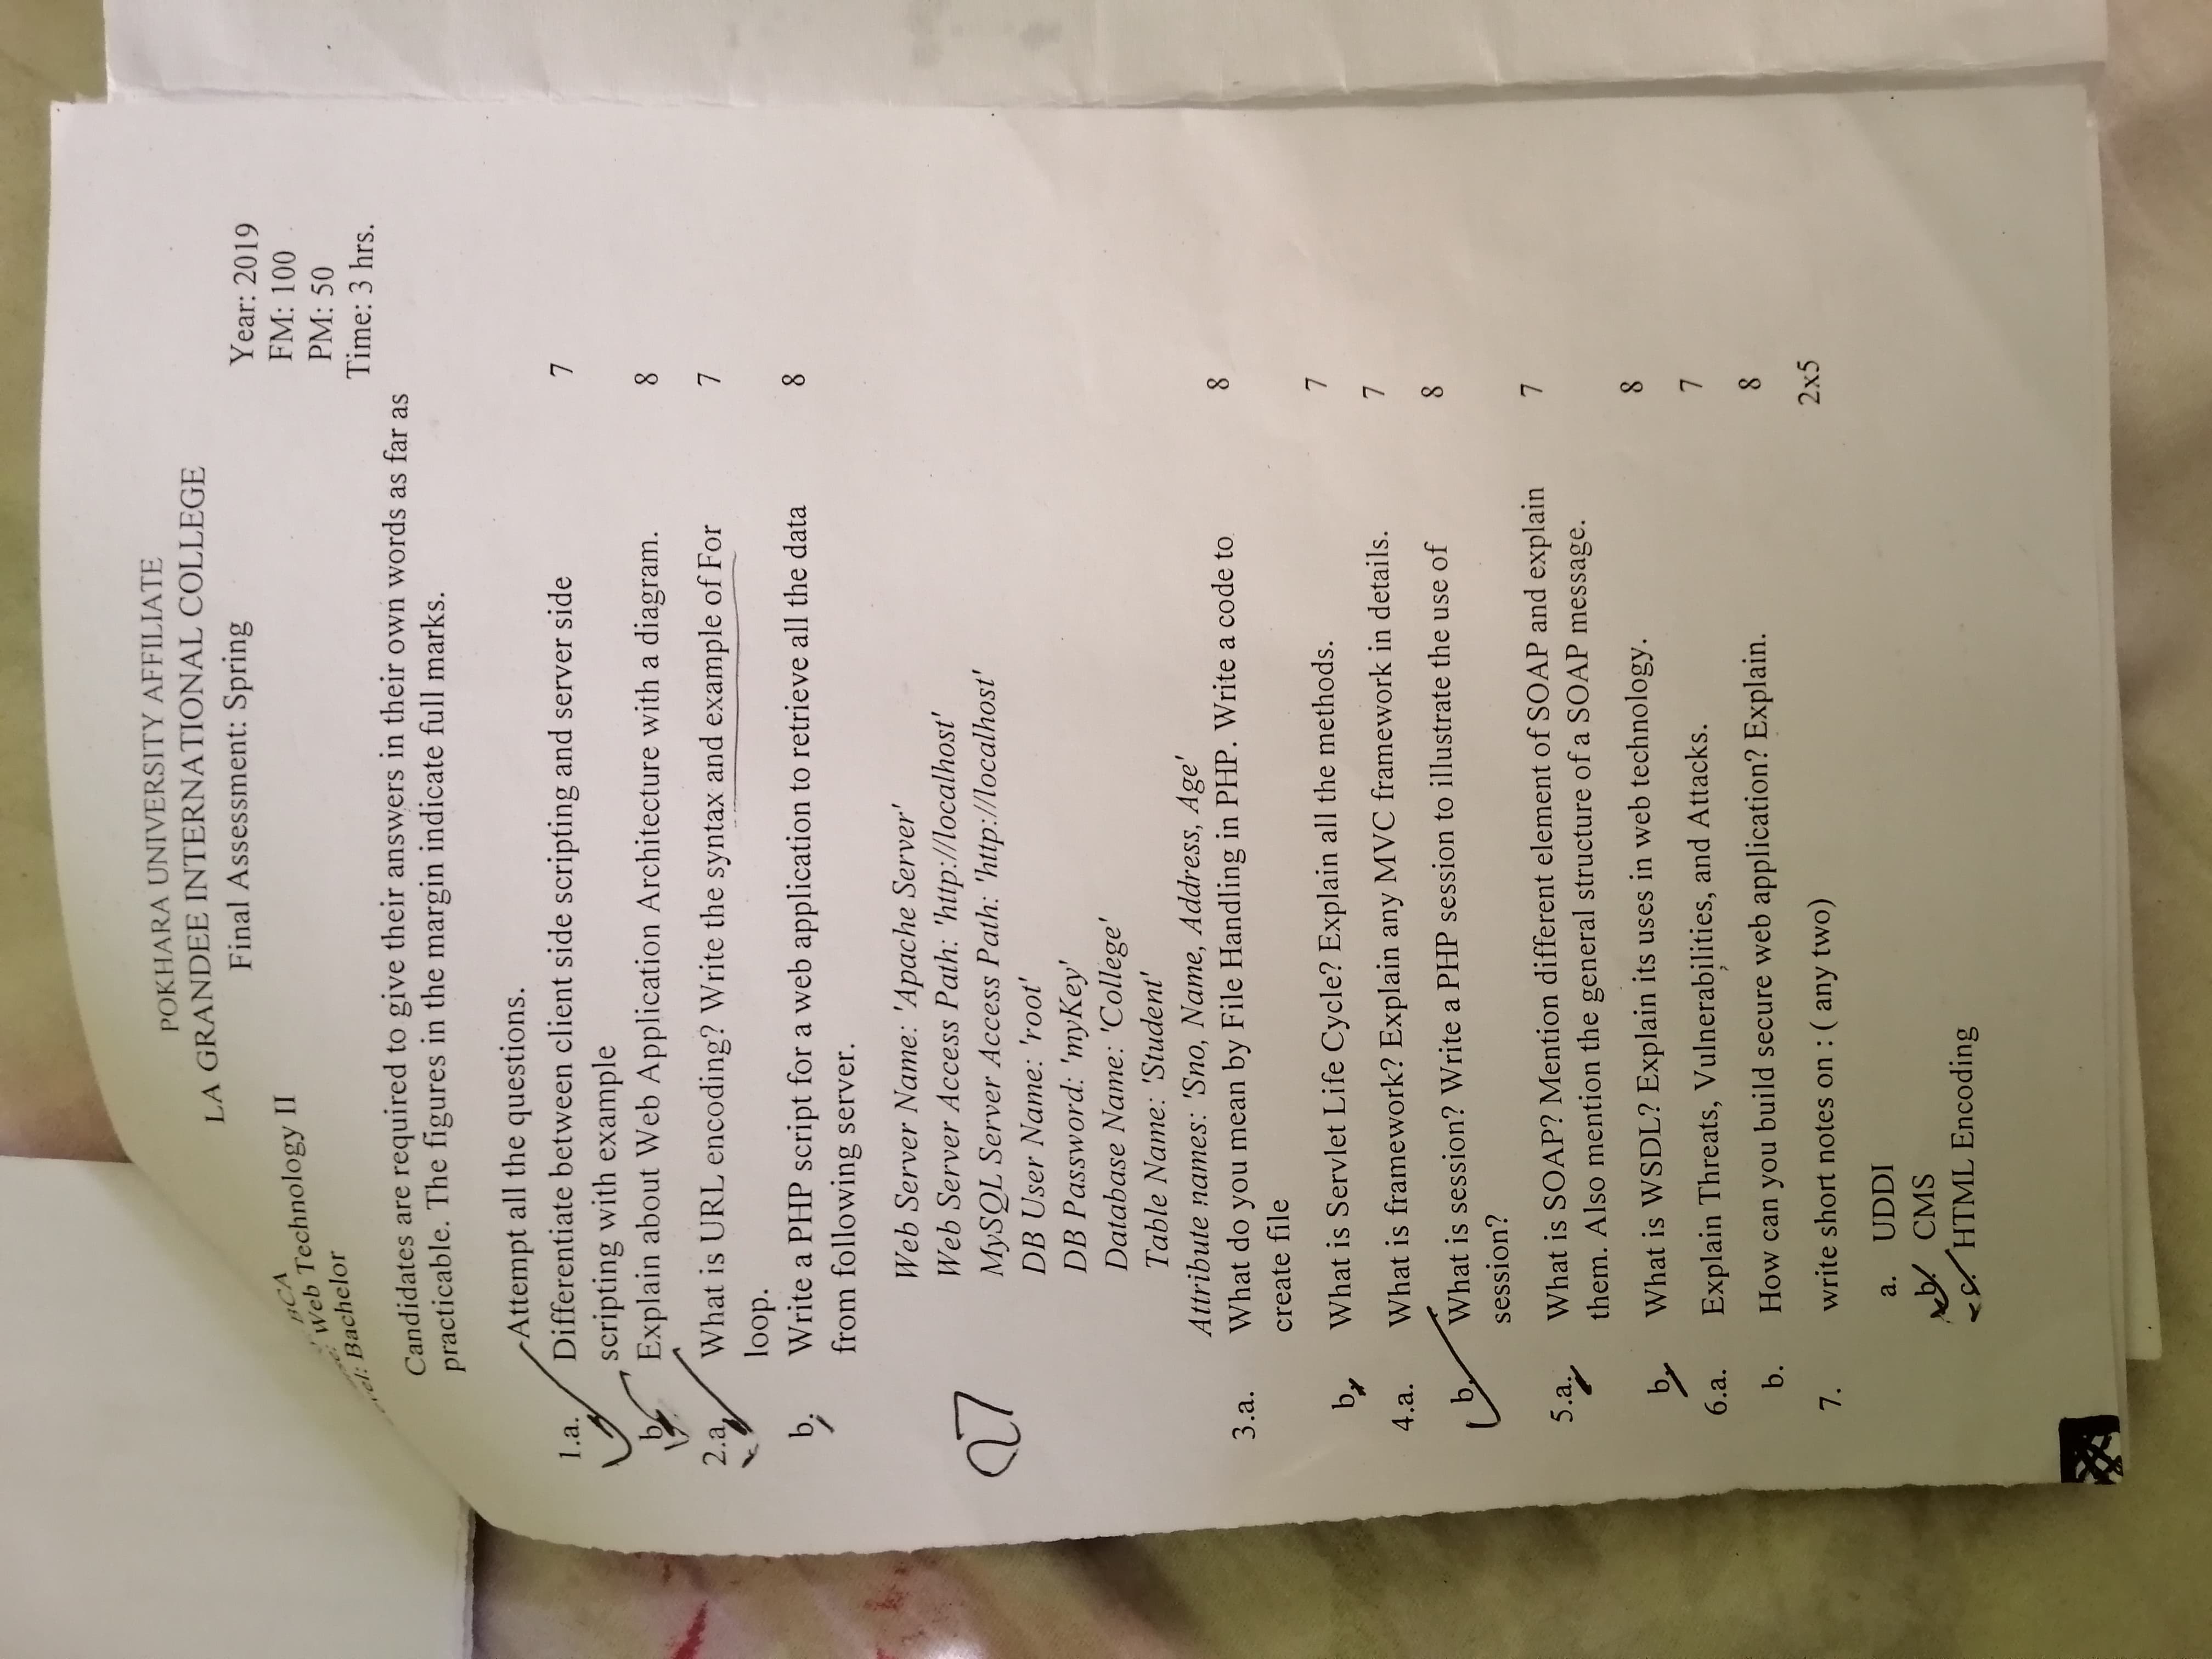 POKHARA UNIVERSITY AFFILIATE
LA GRANDEE INTERNATIONAL COLLEGE
Final Assessment: Spring
BCA
Web Technology II
Bachelor
Year: 2019
FM: 100
PM: 50
Time: 3 hrs.
Candidates are required to give their answers in their own words as far as
practicable. The figures in the margin indicate full marks.
Attempt all the questions.
1.a. Differentiate between client side scripting and server side 7
scripting with example
b. Explain about Web Application Architecture with a diagram. 8
2.a. What is URL encoding? Write the syntax and example of For 7
loop.
b. Write a PHP script for a web application to retrieve all the data 8
from following server.
Web Server Name: 'Apache Server'
Web Server Access Path: 'http://localhost'
MySQL Server Access Path: 'http://localhost'
DB User Name: 'root'
DB Password: 'myKey'
Database Name: 'College'
Table Name: 'Student'
Attribute names: 'Sno, Name, Address, Age'
3.a. What do you mean by File Handling in PHP. Write a code to 8
create file
b. What is Servlet Life Cycle? Explain all the methods. 7
4.a. What is framework? Explain any MVC framework in details. 7
b. What is session? Write a PHP session to illustrate the use of 8
session?
5.a. What is SOAP? Mention different element of SOAP and explain 7
them. Also mention the general structure of a SOAP message.
b. What is WSDL? Explain its uses in web technology. 8
6.a. Explain Threats, Vulnerabilities, and Attacks. 7
b. How can you build secure web application? Explain. 8
7. write short notes on : ( any two) 2x5
a. UDDI
b. CMS
c. HTML Encoding